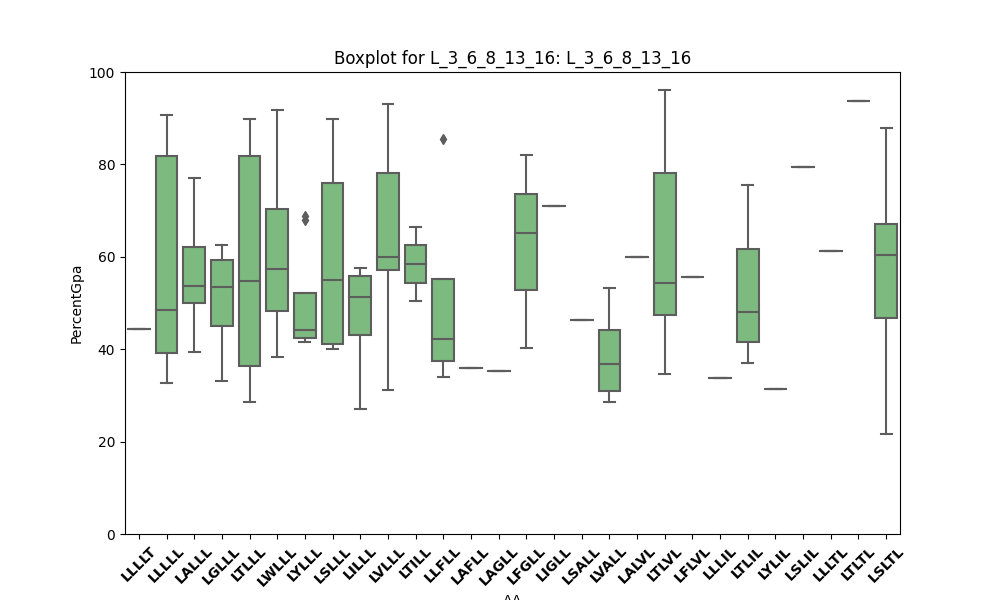 Boxplot for L_3_6_8_13_16: L_3_6_8_13_16
PercentGpa
100
80
60
40
20
0
LLLLT
LLLLL
LALLL
LGLLL
LTLLL
LWLLL
LYLLL
LSLLL
LILLL
LVLLL
LTILL
LLFLL
LAFLL
LAGLL
LFGLL
LIGLL
LSALL
LVALL
LALVL
LTLVL
LFLVL
LLLIL
LTLIL
LYLIL
LSLIL
LLLTL
LTLTL
LSLTL
AA